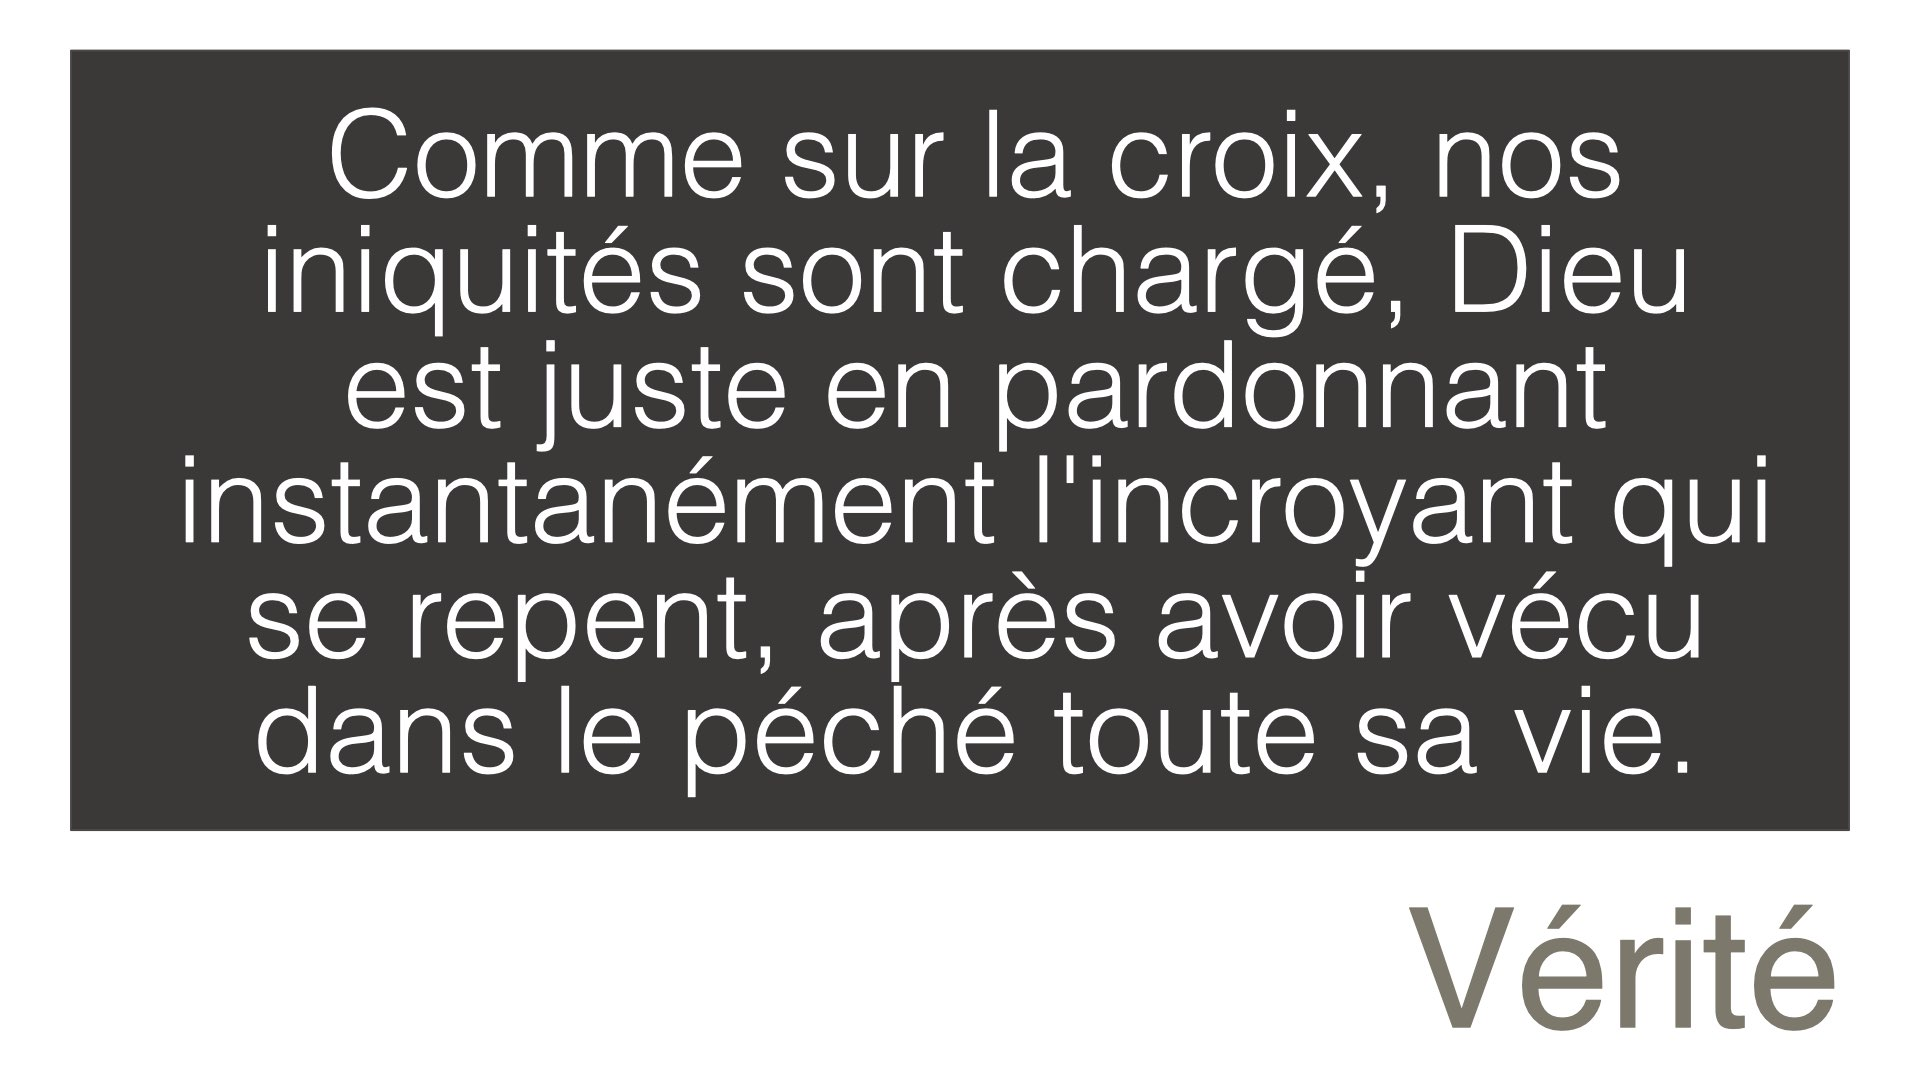 Comme sur la croix, nos
iniquités sont chargé, Dieu
est juste en pardonnant
instantanément l'incroyant qui
se repent, après avoir vécu
dans le péché toute sa vie.
Vérité